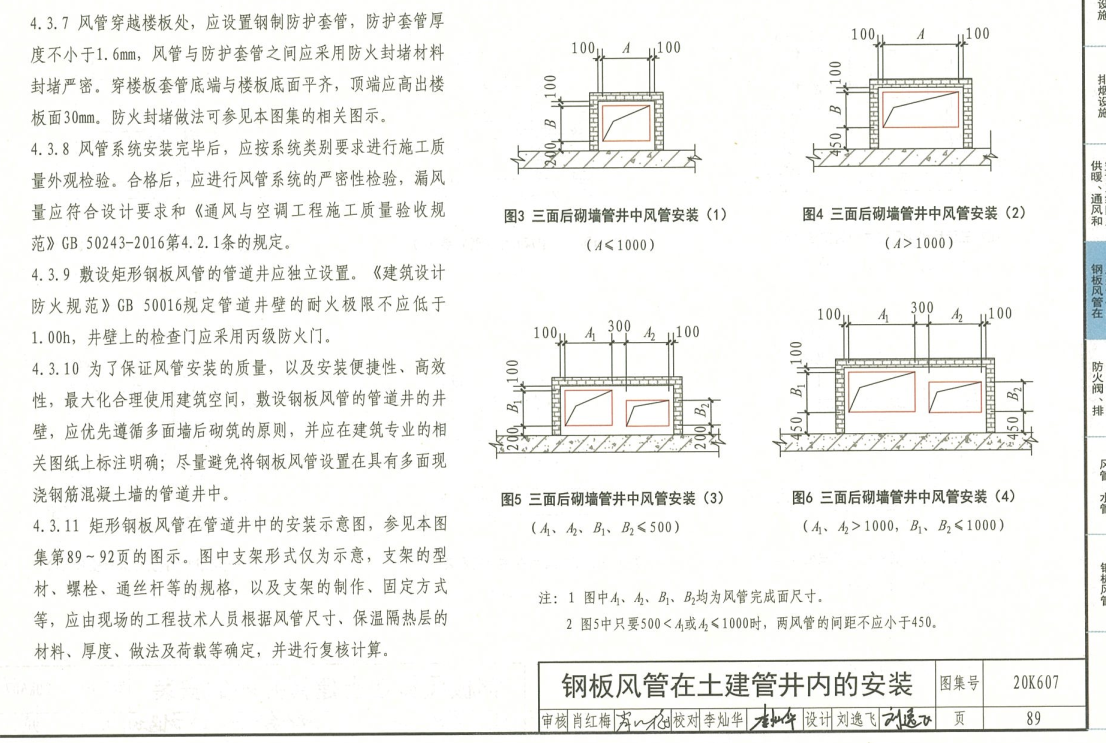 4.3.7 风管穿越楼板处，应设置钢制防护套管，防护套管厚
度不小于1.6mm，风管与防护套管之间应采用防火封堵材料
封堵严密。穿楼板套管底端与楼板底面平齐，顶端应高出楼
板面30mm。防火封堵做法可参见本图集的相关图示。
4.3.8 风管系统安装完毕后，应按系统类别要求进行施工质
量外观检验。合格后，应进行风管系统的严密性检验，漏风
量应符合设计要求和《通风与空调工程施工质量验收规
范》GB 50243-2016第4.2.1条的规定。
4.3.9 敷设矩形钢板风管的管道井应独立设置。《建筑设计
防火规范》GB 50016规定管道井壁的耐火极限不应低于
1.00h，井壁上的检查门应采用丙级防火门。
4.3.10 为了保证风管安装的质量，以及安装便捷性、高效
性，最大化合理使用建筑空间，敷设钢板风管的管道井的井
壁，应优先遵循多面墙后砌筑的原则，并应在建筑专业的相
关图纸上标注明确；尽量避免将钢板风管设置在具有多面现
浇钢筋混凝土墙的管道井中。
4.3.11 矩形钢板风管在管道井中的安装示意图，参见本图
集第89～92页的图示。图中支架形式仅为示意，支架的型
材、螺栓、通丝杆等的规格，以及支架的制作、固定方式
等，应由现场的工程技术人员根据风管尺寸、保温隔热层的
材料、厚度、做法及荷载等确定，并进行复核计算。
100 A 100
100
B
200
图3 三面后砌墙管井中风管安装（1）
（A≤1000）
100 A 100
100
B
450
图4 三面后砌墙管井中风管安装（2）
（A>1000）
100 A₁ 300 A₂ 100
100
B₁
200
B₂
200
图5 三面后砌墙管井中风管安装（3）
（A₁、A₂、B₁、B₂≤500）
100 A₁ 300 A₂ 100
100
B₁
450
B₂
450
图6 三面后砌墙管井中风管安装（4）
（A₁、A₂>1000，B₁、B₂≤1000）
注：1 图中A₁、A₂、B₁、B₂均为风管完成面尺寸。
2 图5中只要500<A₁或A₂≤1000时，两风管的间距不应小于450。
钢板风管在土建管井内的安装
图集号 20K607
审核 肖红梅 校对 李灿华 李灿华 设计 刘逸飞 刘逸飞 页 89
设施
排烟设施
供暖、通风和
钢板风管在
防火阀、排
风管 水管
钢板风管